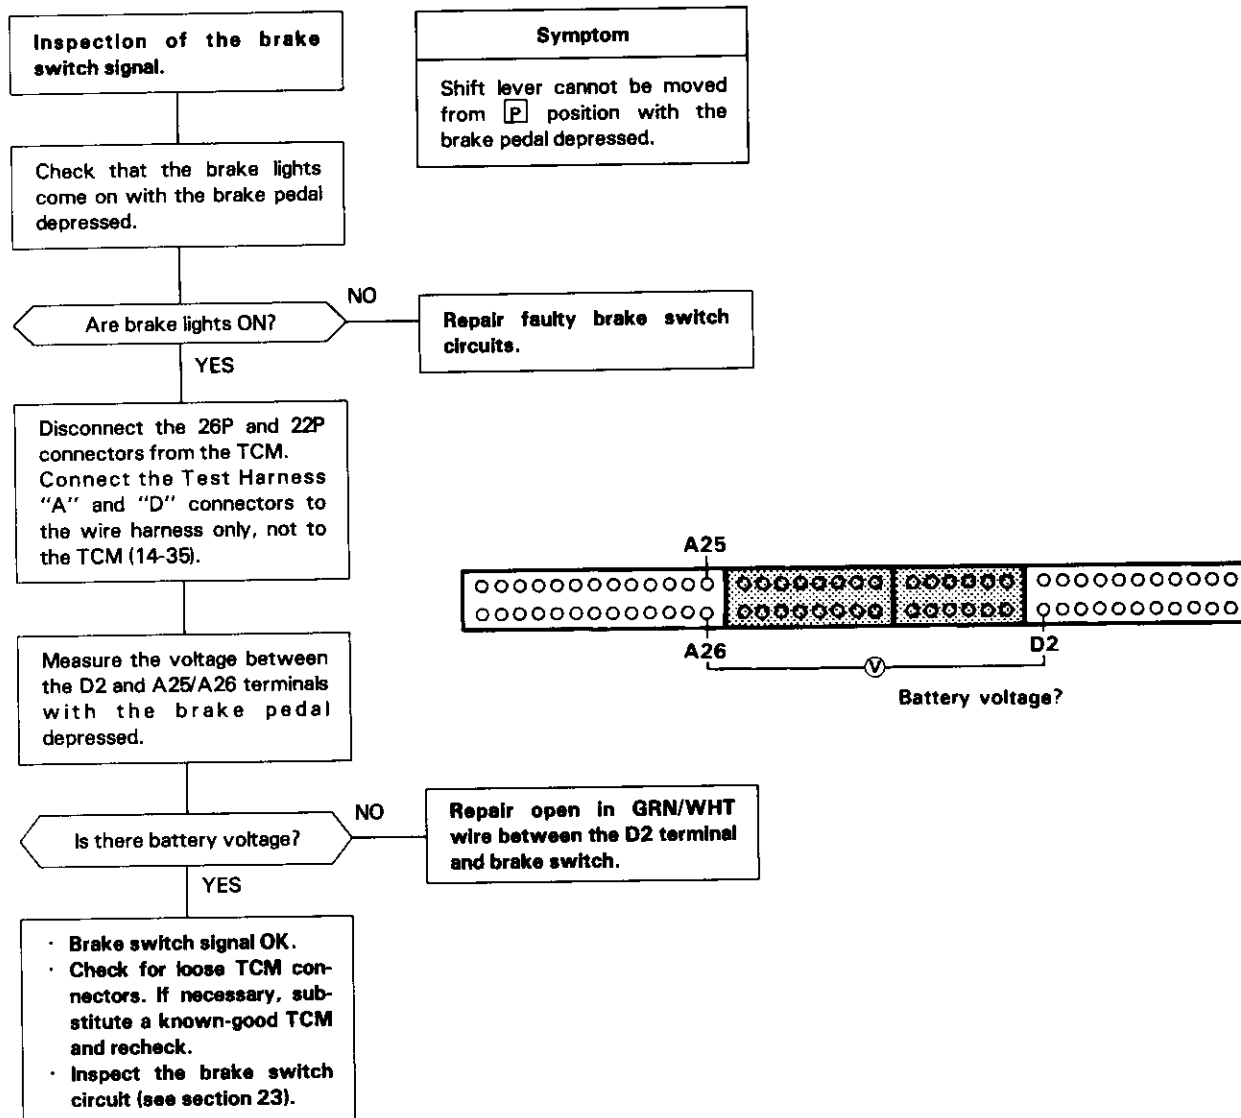 Inspection of the brake
switch signal.
Symptom
Shift lever cannot be moved
from P position with the
brake pedal depressed.
Check that the brake lights
come on with the brake pedal
depressed.
Are brake lights ON?
NO
Repair faulty brake switch
circuits.
YES
Disconnect the 26P and 22P
connectors from the TCM.
Connect the Test Harness
"A" and "D" connectors to
the wire harness only, not to
the TCM (14-35).
A25
A26
D2
V
Battery voltage?
Measure the voltage between
the D2 and A25/A26 terminals
with the brake pedal
depressed.
Is there battery voltage?
NO
Repair open in GRN/WHT
wire between the D2 terminal
and brake switch.
YES
· Brake switch signal OK.
· Check for loose TCM con-
nectors. If necessary, sub-
stitute a known-good TCM
and recheck.
· Inspect the brake switch
circuit (see section 23).